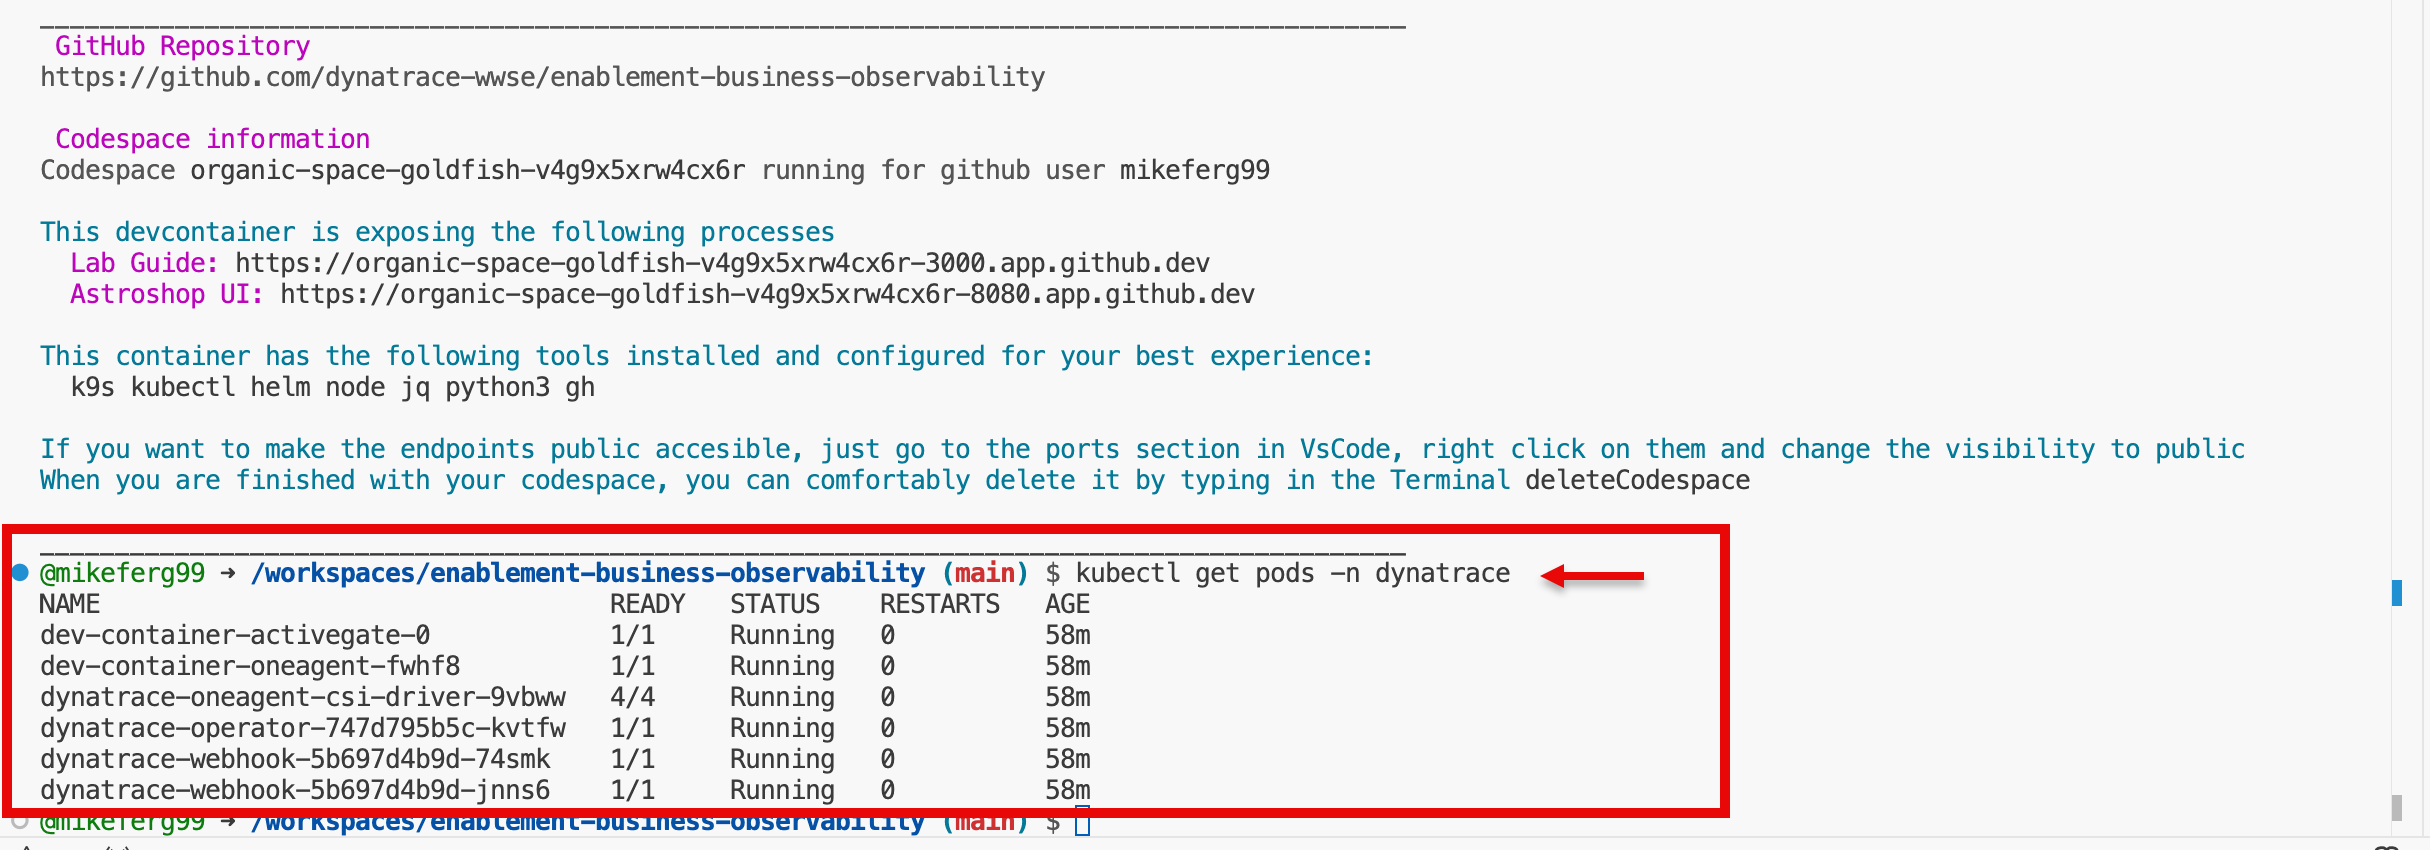 GitHub Repository
https://github.com/dynatrace-wwse/enablement-business-observability
Codespace information
Codespace organic-space-goldfish-v4g9x5xrw4cx6r running for github user mikeferg99
This devcontainer is exposing the following processes
Lab Guide: https://organic-space-goldfish-v4g9x5xrw4cx6r-3000.app.github.dev
Astroshop UI: https://organic-space-goldfish-v4g9x5xrw4cx6r-8080.app.github.dev
This container has the following tools installed and configured for your best experience:
k9s kubectl helm node jq python3 gh
If you want to make the endpoints public accesible, just go to the ports section in VsCode, right click on them and change the visibility to public
When you are finished with your codespace, you can comfortably delete it by typing in the Terminal deleteCodespace
@mikeferg99 → /workspaces/enablement-business-observability (main) $ kubectl get pods -n dynatrace
NAME READY STATUS RESTARTS AGE
dev-container-activegate-0 1/1 Running 0 58m
dev-container-oneagent-fwhf8 1/1 Running 0 58m
dynatrace-oneagent-csi-driver-9vbww 4/4 Running 0 58m
dynatrace-operator-747d795b5c-kvtfw 1/1 Running 0 58m
dynatrace-webhook-5b697d4b9d-74smk 1/1 Running 0 58m
dynatrace-webhook-5b697d4b9d-jnns6 1/1 Running 0 58m
@mikeferg99 → /workspaces/enablement-business-observability (main) $